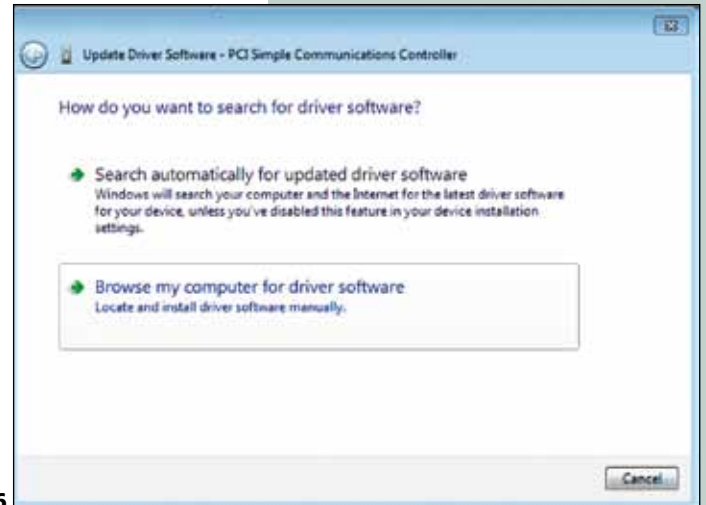 Update Driver Software - PCI Simple Communications Controller
How do you want to search for driver software?
Search automatically for updated driver software
Windows will search your computer and the Internet for the latest driver software
for your device, unless you've disabled this feature in your device installation
settings.
Browse my computer for driver software
Locate and install driver software manually.
Cancel